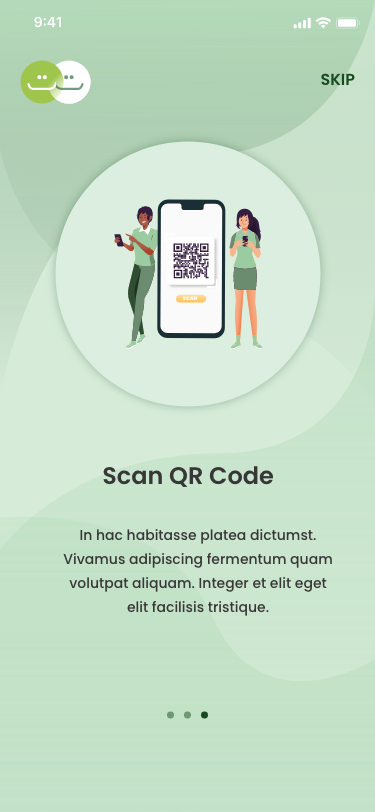 9:41
SKIP
SCAN
Scan QR Code
In hac habitasse platea dictumst.
Vivamus adipiscing fermentum quam
volutpat aliquam. Integer et elit eget
elit facilisis tristique.